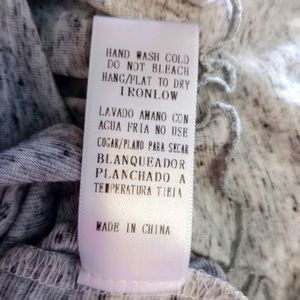 HAND WASH COLD
DO NOT BLEACH
HANG/FLAT TO DRY
IRONLOW
LAVADO AMANO CON
AGUA FRIA NO USE
COGAR/PLANO PARA SECAR
BLANQUEADOR
PLANCHADO A
TEMPERATURA TIBIA
MADE IN CHINA